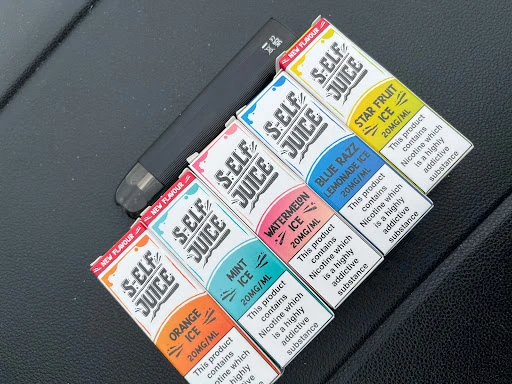 NEW FLAVOUR
S-ELF
JUICE
ORANGE
ICE
20MG/ML
This product
contains
Nicotine which
is a highly
addictive
NEW FLAVOUR
S-ELF
JUICE
MINT
ICE
20MG/ML
This product
contains
Nicotine which
is a highly
addictive
substance
S-ELF
JUICE
WATERMELON
ICE
20MG/ML
This product
contains
Nicotine which
is a highly
addictive
substance
S-ELF
JUICE
BLUE RAZZ
LEMONADE ICE
20MG/ML
This product
contains
Nicotine which
is a highly
addictive
substance
NEW FLAVOUR
S-ELF
JUICE
STAR FRUIT
ICE
20MG/ML
This product
contains
Nicotine which
is a highly
addictive
substance